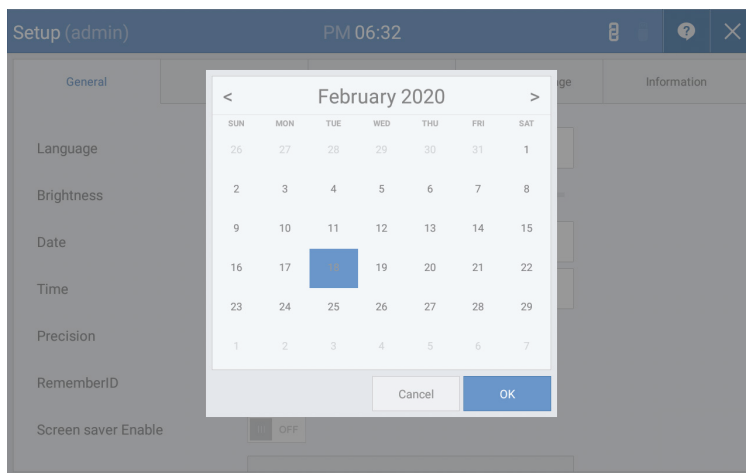 Setup (admin) PM 06:32
General ge Information
< February 2020 >
SUN MON TUE WED THU FRI SAT
26 27 28 29 30 31 1
2 3 4 5 6 7 8
9 10 11 12 13 14 15
16 17 18 19 20 21 22
23 24 25 26 27 28 29
1 2 3 4 5 6 7
Cancel OK
Language
Brightness
Date
Time
Precision
RememberID
Screen saver Enable OFF